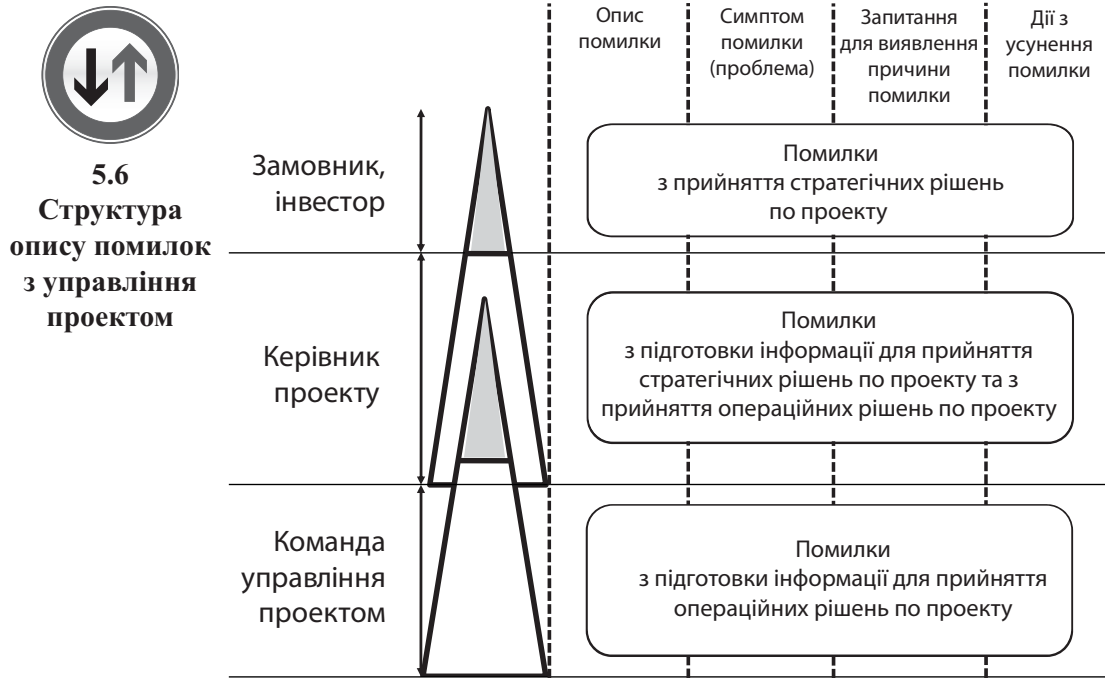 5.6
Структура
опису помилок
з управління
проектом
Опис
помилки
Симптом
помилки
(проблема)
Запитання
для виявлення
причини
помилки
Дії з
усунення
помилки
Замовник,
інвестор
Помилки
з прийняття стратегічних рішень
по проекту
Керівник
проекту
Помилки
з підготовки інформації для прийняття
стратегічних рішень по проекту та з
прийняття операційних рішень по проекту
Команда
управління
проектом
Помилки
з підготовки інформації для прийняття
операційних рішень по проекту